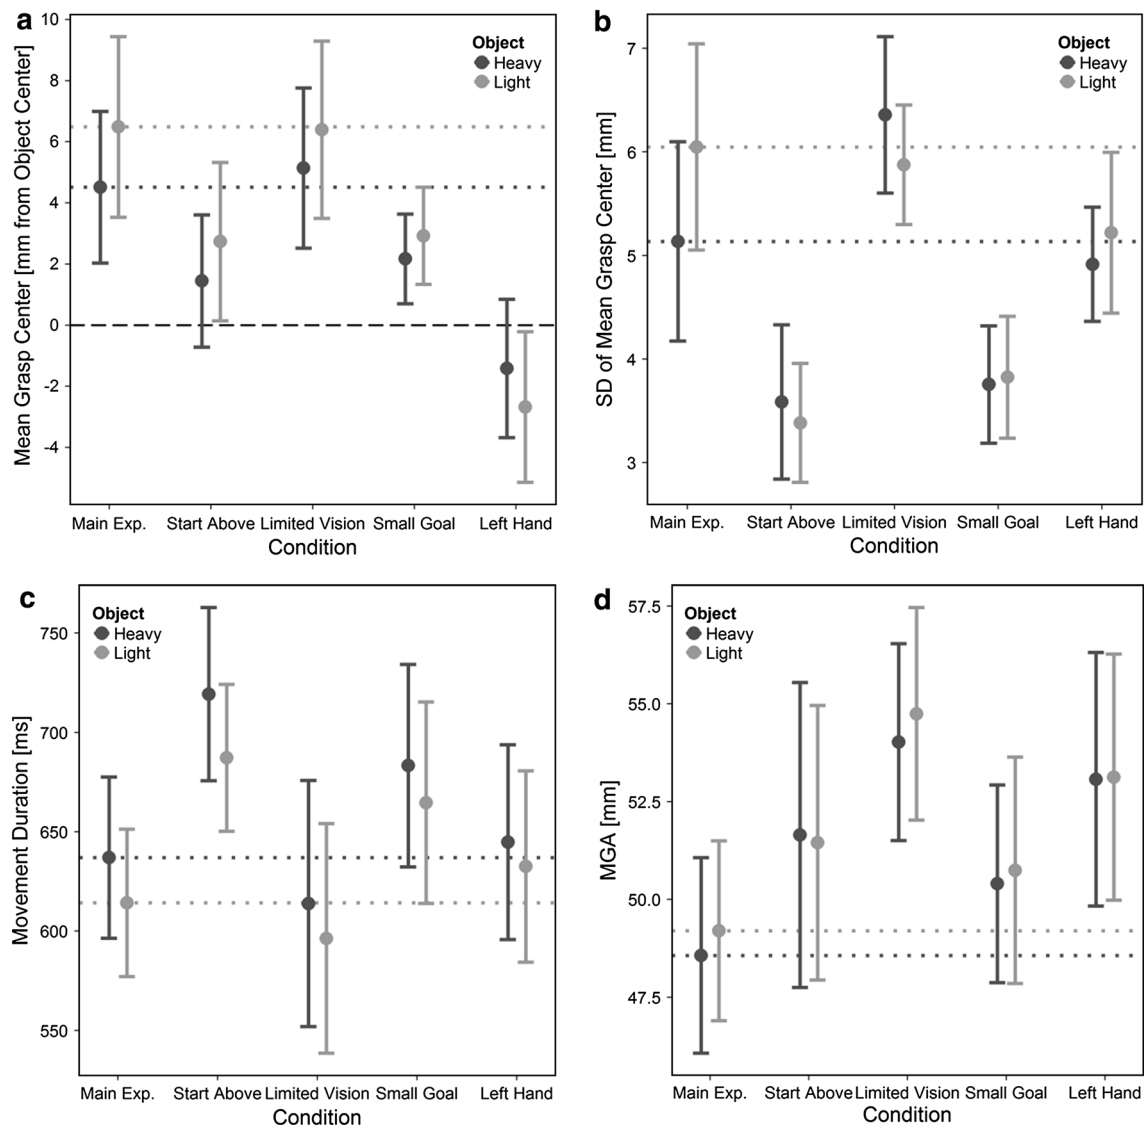 a
Mean Grasp Center [mm from Object Center]
10
8
6
4
2
0
-2
-4
Object
Heavy
Light
Main Exp. Start Above Limited Vision Small Goal Left Hand
Condition
b
SD of Mean Grasp Center [mm]
7
6
5
4
3
Object
Heavy
Light
Main Exp. Start Above Limited Vision Small Goal Left Hand
Condition
c
Movement Duration [ms]
750
700
650
600
550
Object
Heavy
Light
Main Exp. Start Above Limited Vision Small Goal Left Hand
Condition
d
MGA [mm]
57.5
55.0
52.5
50.0
47.5
Object
Heavy
Light
Main Exp. Start Above Limited Vision Small Goal Left Hand
Condition